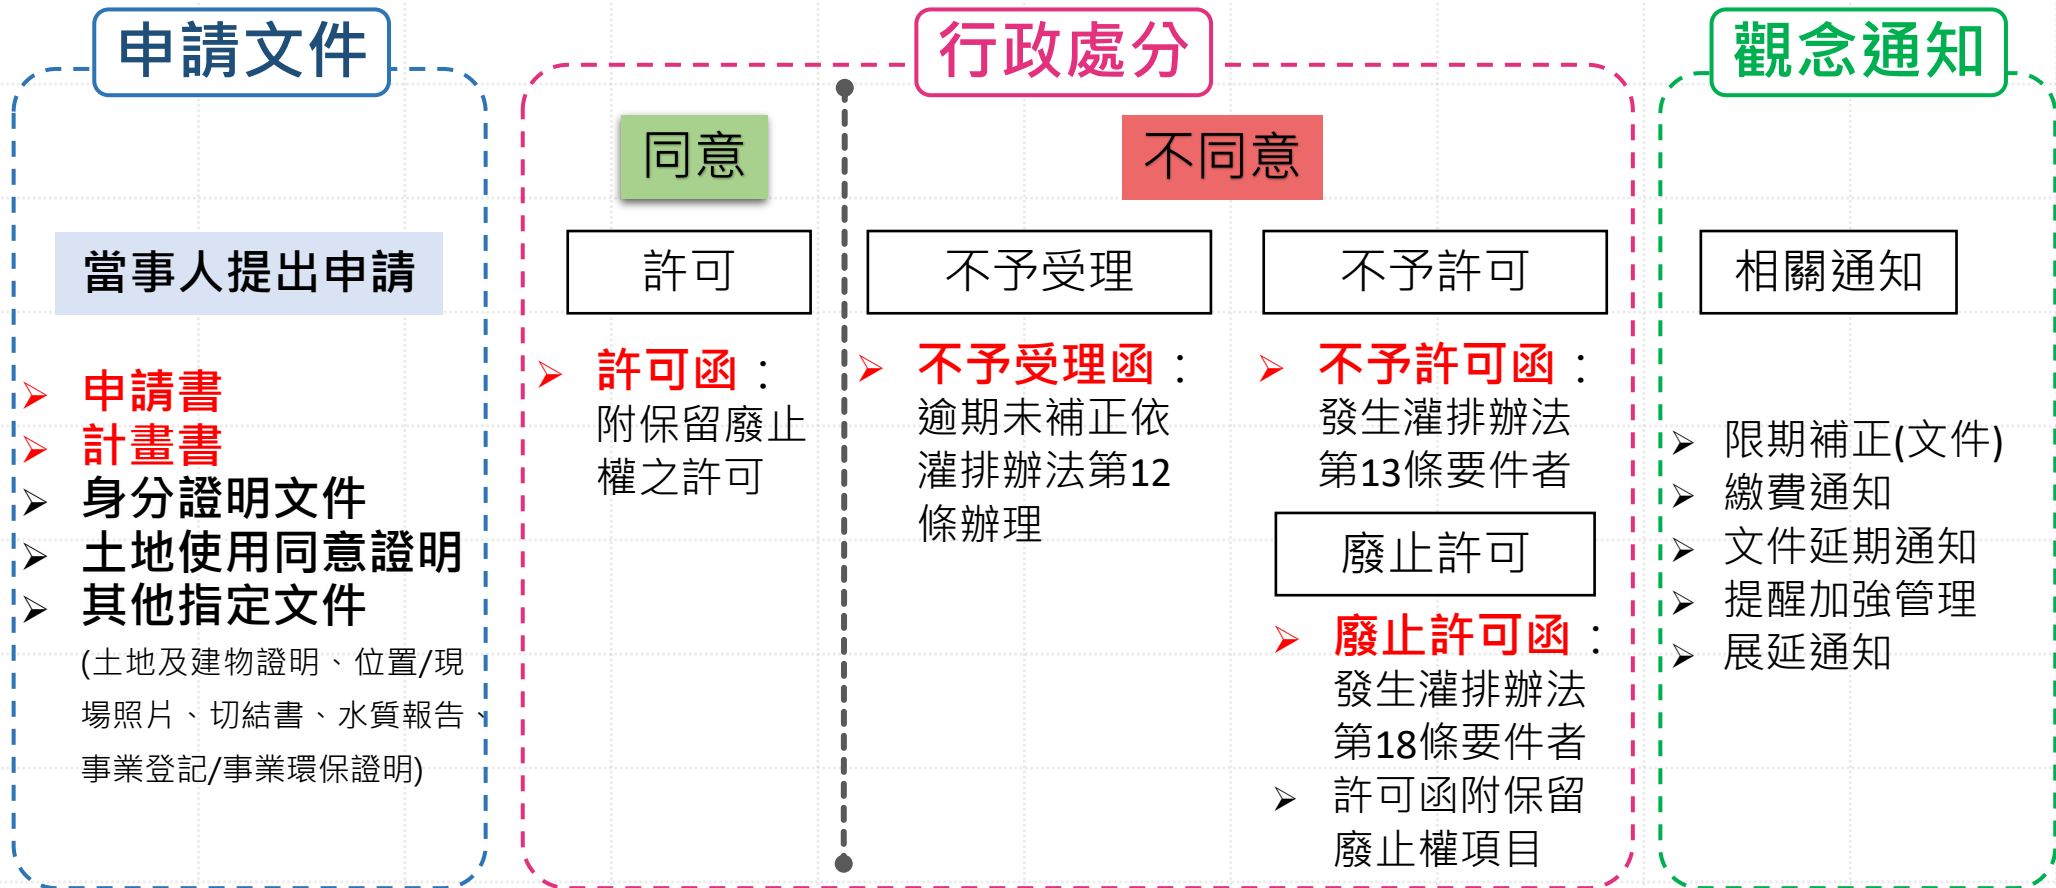 申請文件
當事人提出申請
➢ 申請書
➢ 計畫書
➢ 身分證明文件
➢ 土地使用同意證明
➢ 其他指定文件
(土地及建物證明、位置/現
場照片、切結書、水質報告、
事業登記/事業環保證明)
行政處分
同意
許可
➢ 許可函：
附保留廢止
權之許可
不同意
不予受理
➢ 不予受理函：
逾期未補正依
灌排辦法第12
條辦理
不予許可
➢ 不予許可函：
發生灌排辦法
第13條要件者
廢止許可
➢ 廢止許可函：
發生灌排辦法
第18條要件者
➢ 許可函附保留
廢止權項目
觀念通知
相關通知
➢ 限期補正(文件)
➢ 繳費通知
➢ 文件延期通知
➢ 提醒加強管理
➢ 展延通知